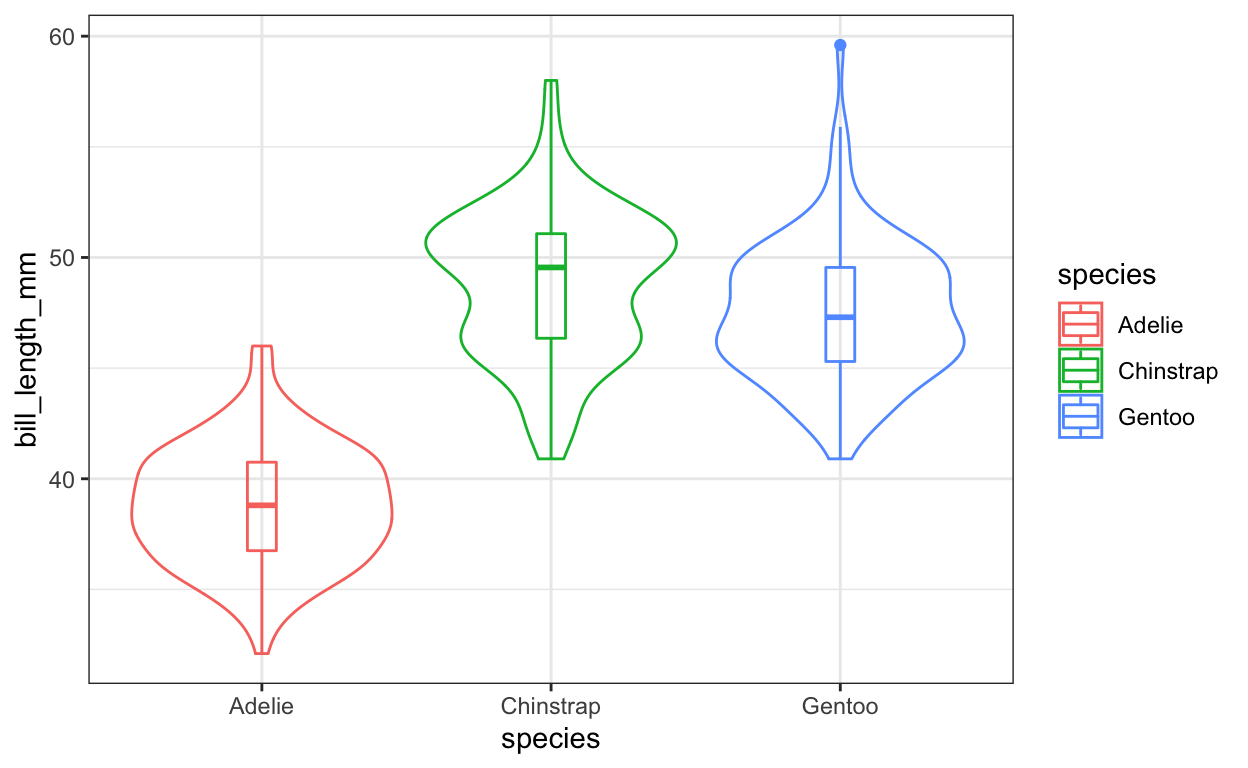 bill_length_mm
60
50
40
Adelie
Chinstrap
Gentoo
species
species
Adelie
Chinstrap
Gentoo